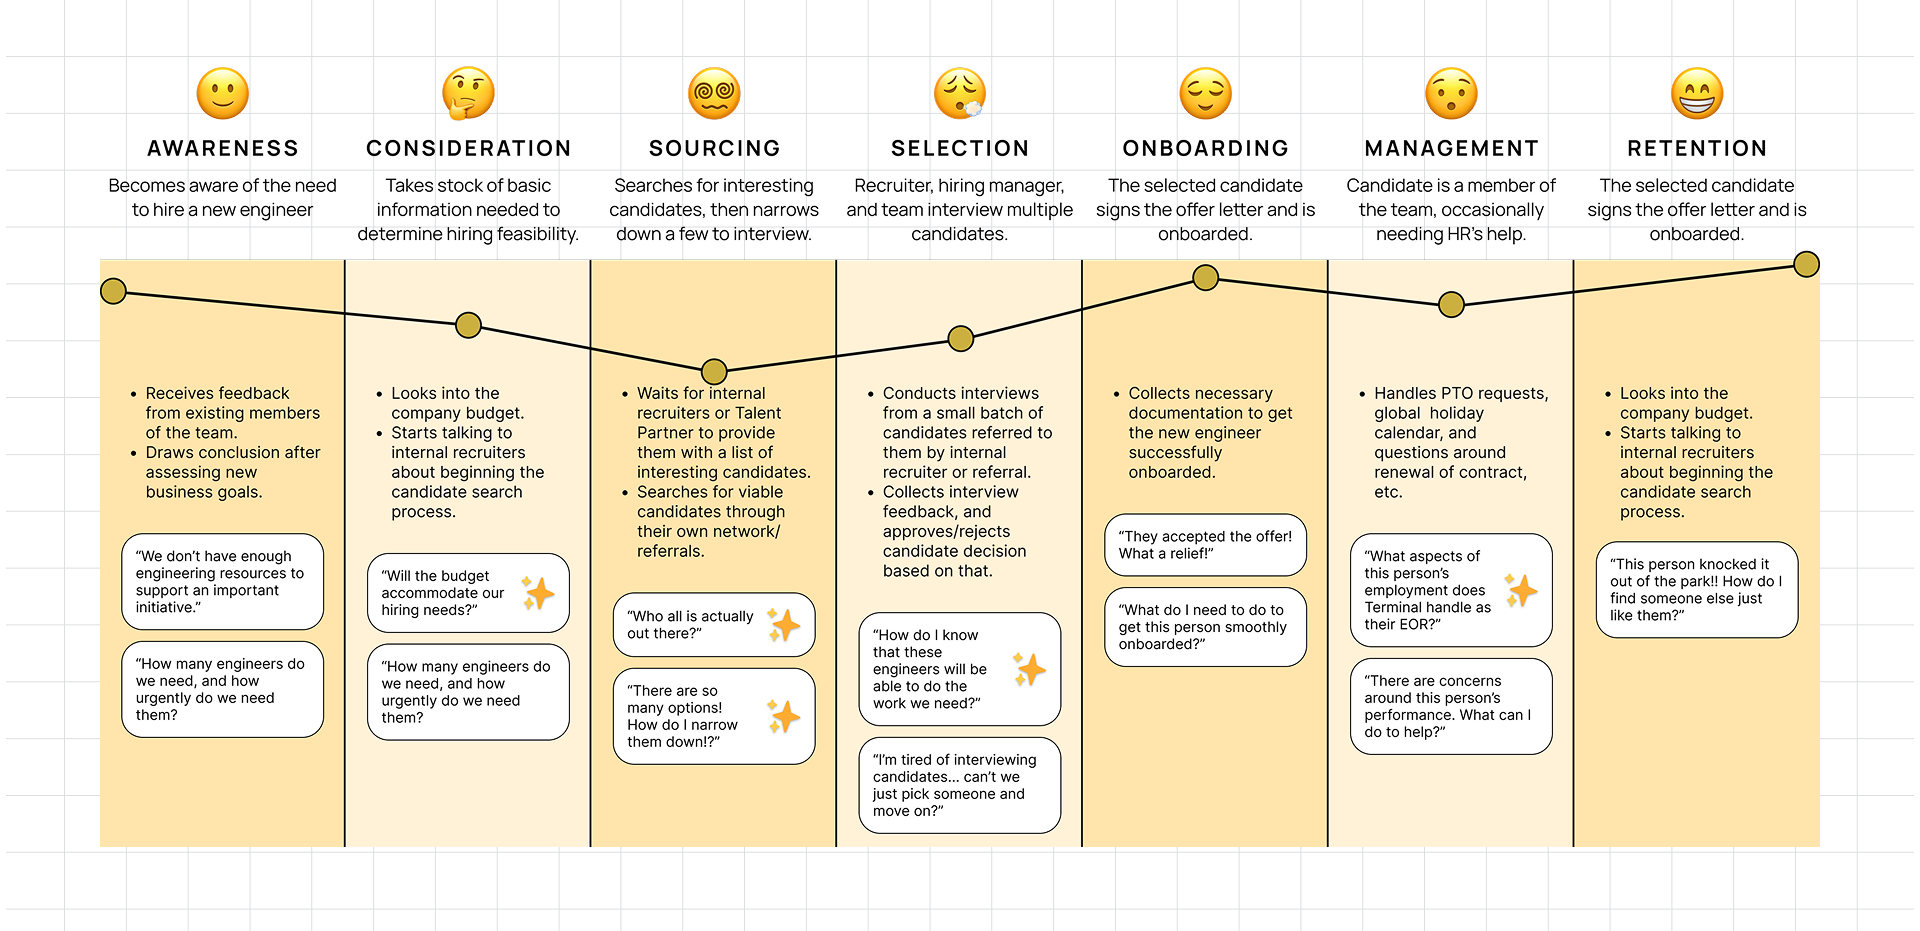 AWARENESS
Becomes aware of the need
to hire a new engineer
• Receives feedback
from existing members
of the team.
• Draws conclusion after
assessing new
business goals.
“We don’t have enough
engineering resources to
support an important
initiative.”
“How many engineers do
we need, and how
urgently do we need
them?
CONSIDERATION
Takes stock of basic
information needed to
determine hiring feasibility.
• Looks into the
company budget.
• Starts talking to
internal recruiters
about beginning the
candidate search
process.
“Will the budget
accommodate our
hiring needs?”
“How many engineers do
we need, and how
urgently do we need
them?
SOURCING
Searches for interesting
candidates, then narrows
down a few to interview.
• Waits for internal
recruiters or Talent
Partner to provide
them with a list of
interesting candidates.
• Searches for viable
candidates through
their own network/
referrals.
“Who all is actually
out there?”
“There are so
many options!
How do I narrow
them down!?”
SELECTION
Recruiter, hiring manager,
and team interview multiple
candidates.
• Conducts interviews
from a small batch of
candidates referred to
them by internal
recruiter or referral.
• Collects interview
feedback, and
approves/rejects
candidate decision
based on that.
“How do I know
that these
engineers will be
able to do the
work we need?”
“I’m tired of interviewing
candidates... can’t we
just pick someone and
move on?”
ONBOARDING
The selected candidate
signs the offer letter and is
onboarded.
• Collects necessary
documentation to get
the new engineer
successfully
onboarded.
“They accepted the offer!
What a relief!”
“What do I need to do to
get this person smoothly
onboarded?”
MANAGEMENT
Candidate is a member of
the team, occasionally
needing HR’s help.
• Handles PTO requests,
global holiday
calendar, and
questions around
renewal of contract,
etc.
“What aspects of
this person’s
employment does
Terminal handle as
their EOR?”
“There are concerns
around this person’s
performance. What can I
do to help?”
RETENTION
The selected candidate
signs the offer letter and is
onboarded.
• Looks into the
company budget.
• Starts talking to
internal recruiters
about beginning the
candidate search
process.
“This person knocked it
out of the park!! How do I
find someone else just
like them?”